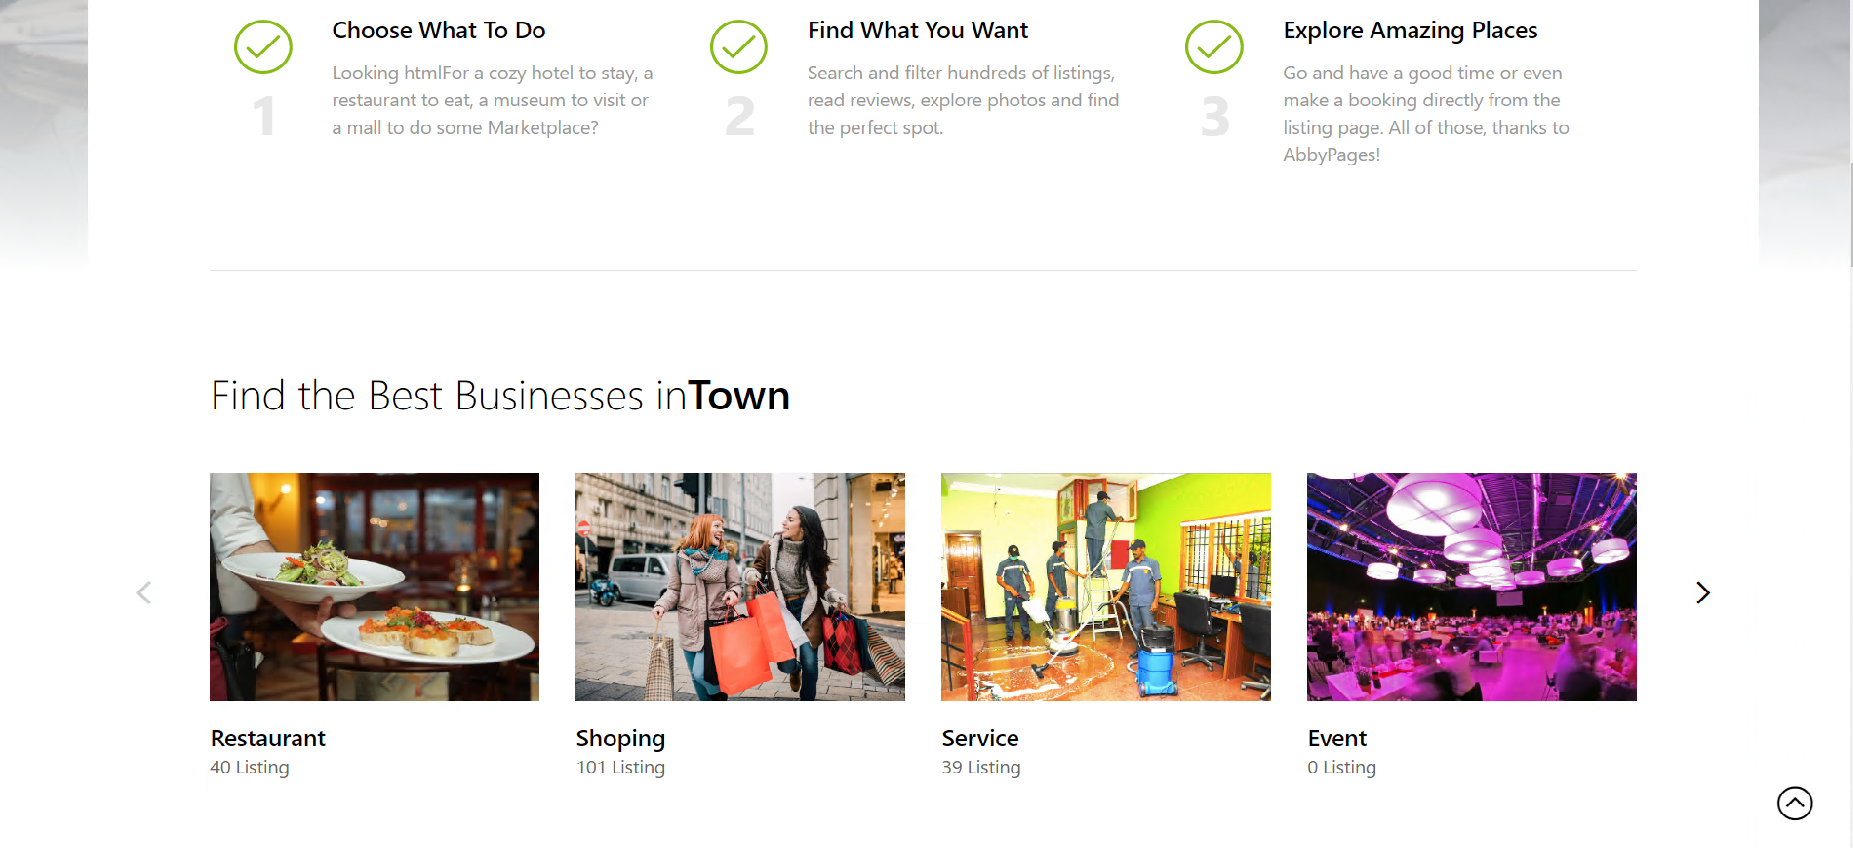 Choose What To Do
Looking htmlFor a cozy hotel to stay, a
restaurant to eat, a museum to visit or
a mall to do some Marketplace?
1
Find What You Want
Search and filter hundreds of listings,
read reviews, explore photos and find
the perfect spot.
2
Explore Amazing Places
Go and have a good time or even
make a booking directly from the
listing page. All of those, thanks to
AbbyPages!
3
Find the Best Businesses inTown
Restaurant
40 Listing
Shoping
101 Listing
Service
39 Listing
Event
0 Listing